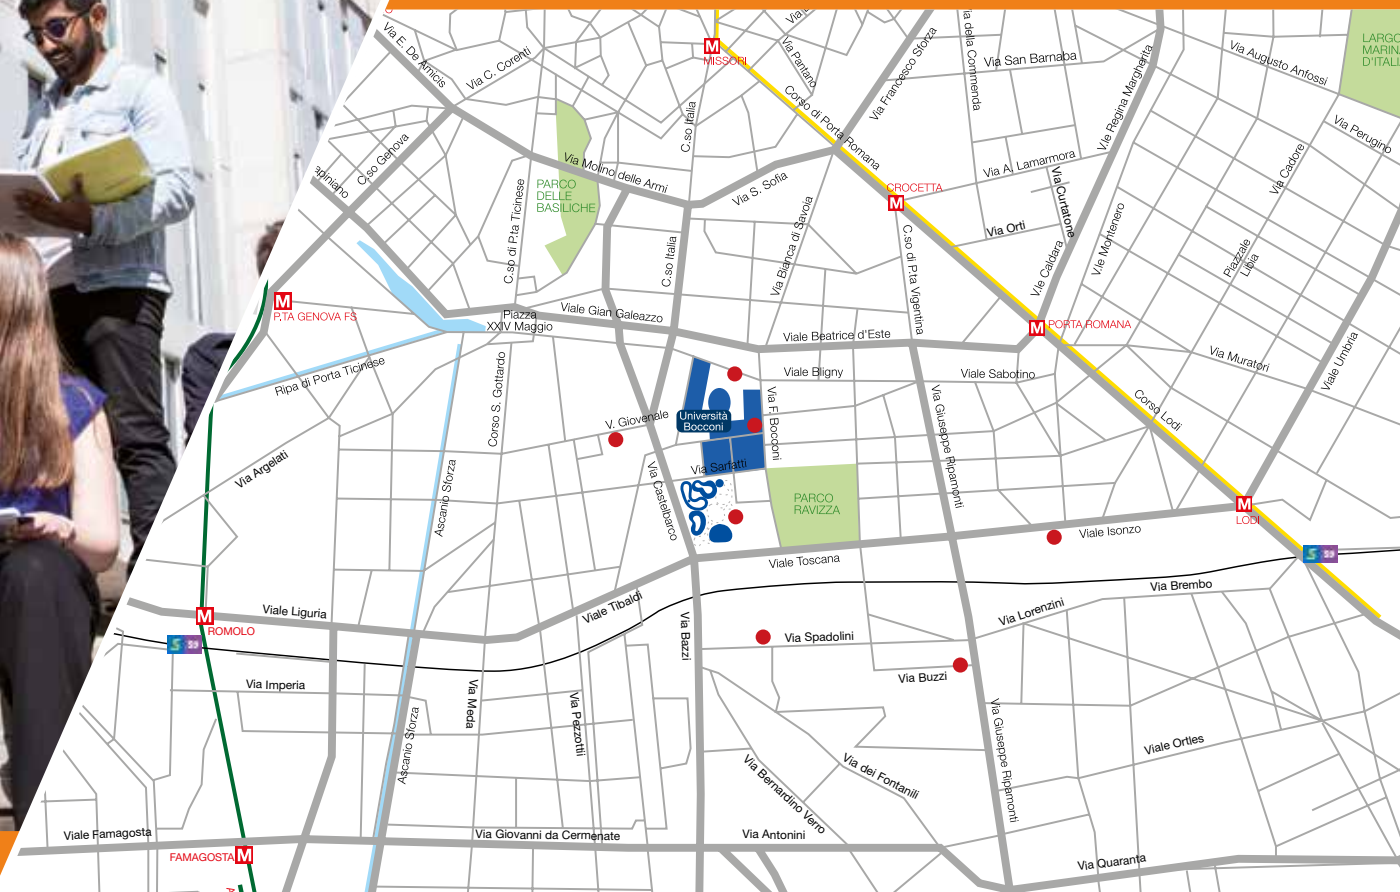 Via E. De Amicis
Via C. Corenti
M
MISSORI
Via Pantano
Corso di Porta Romana
Via Francesco Sforza
Via San Barnaba
V.le Regina Margherita
Via Augusto Anfossi
Via Perugino
C.so Genova
C.so Italia
Via Molino delle Armi
PARCO
DELLE
BASILICHE
C.so di P.ta Ticinese
Via S. Sofia
CROCETTA
M
Via A. Lamarmora
Via Curtatone
Via Orti
Via Cadore
Piazzale
Libia
V.le Montenero
V.le Caldara
Via Bianca di Savoia
C.so di P.ta Vigentina
C.so Italia
M
P,TA GENOVA FS
Piazza
XXIV Maggio
Viale Gian Galeazzo
Viale Beatrice d'Este
M
PORTA ROMANA
Via Muratori
Viale Umbria
Ripa di Porta Ticinese
Corso S. Gottardo
Viale Bligny
Viale Sabotino
V. Giovenale
Università
Bocconi
Via F. Bocconi
Via Giuseppe Ripamonti
Corso Lodi
Via Argelati
Ascanio Sforza
Via Castelbarco
Via Sarfatti
PARCO
RAVIZZA
M
LODI
Viale Isonzo
Viale Toscana
S S9
Via Brembo
Viale Liguria
M
ROMOLO
Viale Tibaldi
Via Lorenzini
S S9
Via Bazzi
Via Spadolini
Via Buzzi
Via Imperia
Via Meda
Via Pezzottii
Ascanio Sforza
Via Giuseppe Ripamonti
Viale Ortles
Via Bernardino Verro
Via dei Fontanili
Viale Famagosta
Via Giovanni da Cermenate
Via Antonini
FAMAGOSTA
M
Via Quaranta